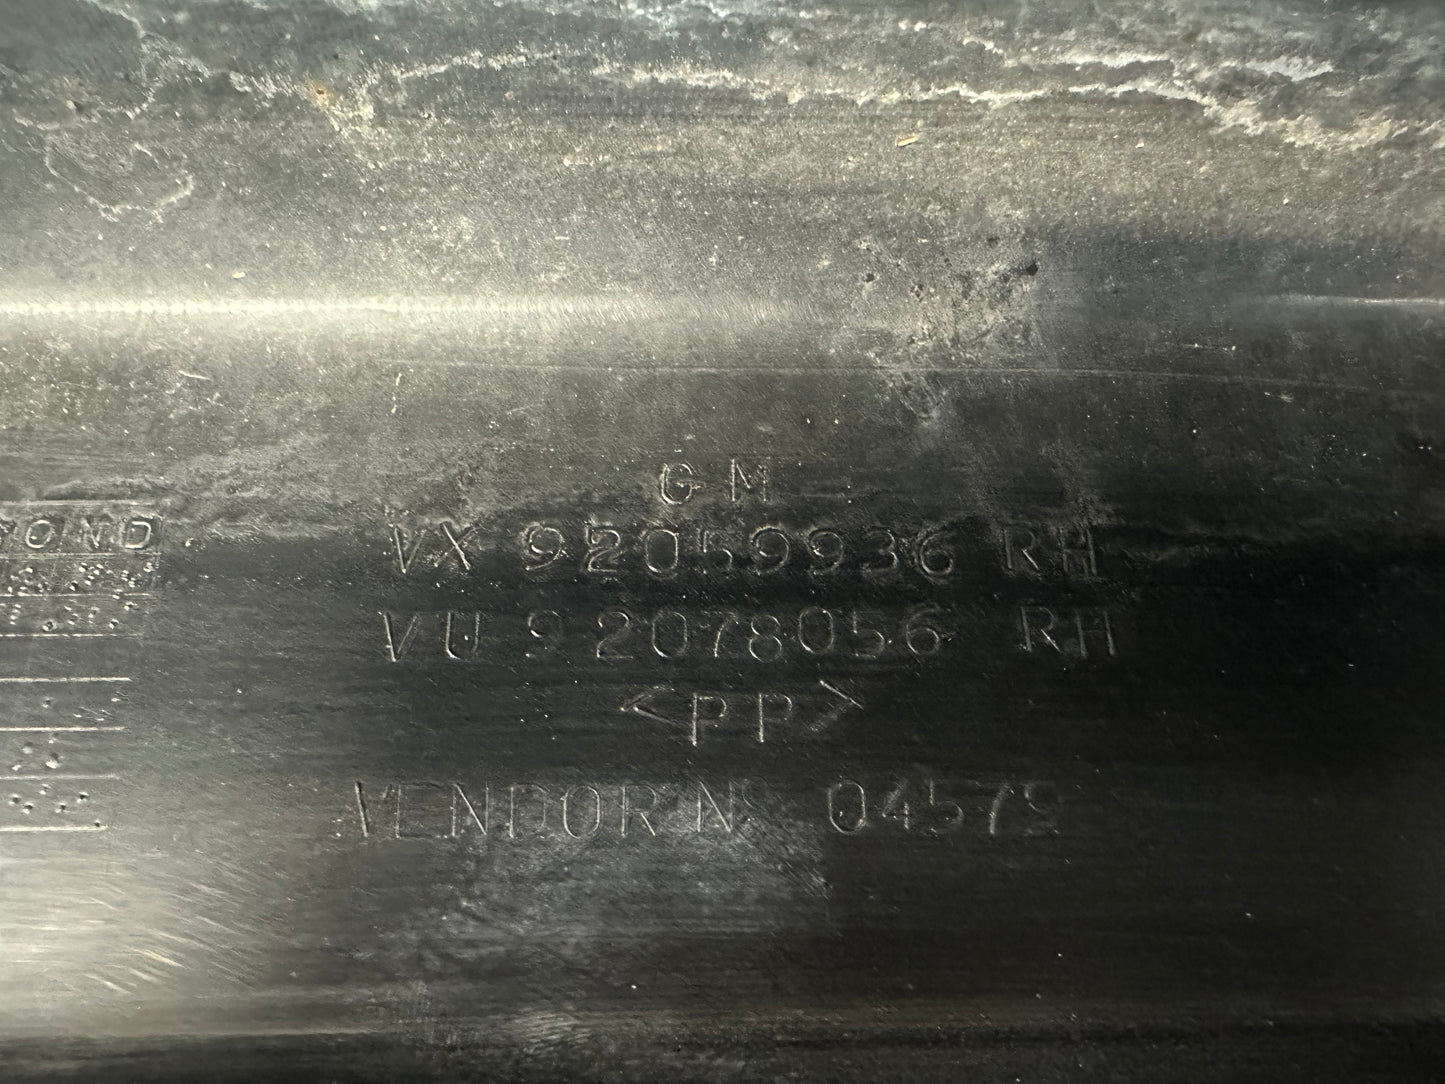 GM
VX 92059936 RH
VU 92078056 RH
<PP>
VENDOR Nº 04579